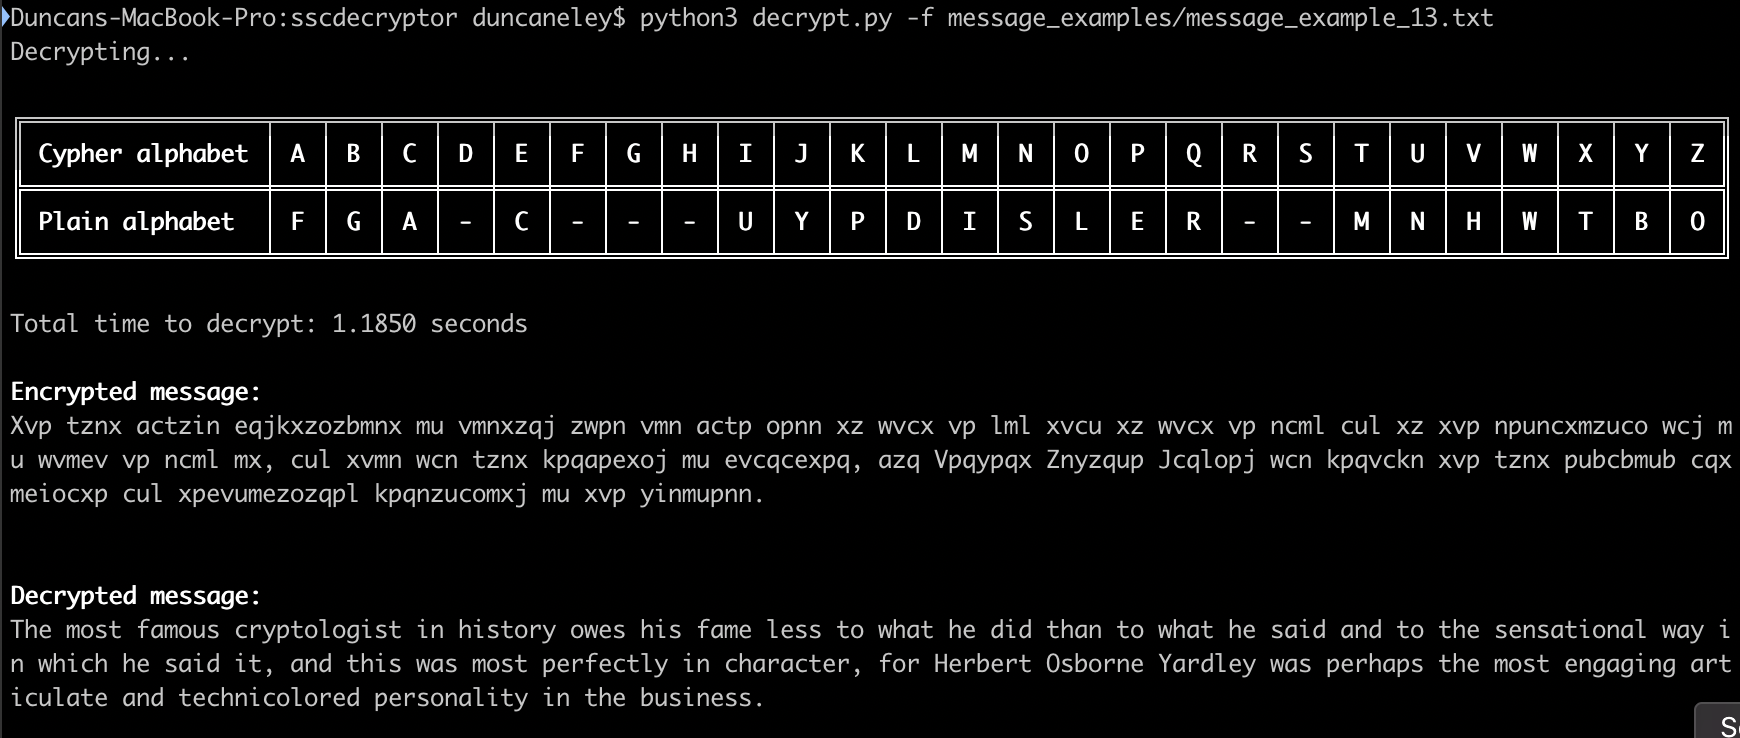 Duncans-MacBook-Pro:sscdecryptor duncaneley$ python3 decrypt.py -f message_examples/message_example_13.txt
Decrypting...
Cypher alphabet A B C D E F G H I J K L M N O P Q R S T U V W X Y Z
Plain alphabet F G A - C - - - U Y P D I S L E R - - M N H W T B O
Total time to decrypt: 1.1850 seconds
Encrypted message:
Xvp tznx actzin eqjkxzozbmnx mu vmnxzqj zwpn vmn actp opnn xz wvcx vp lml xvcu xz wvcx vp ncml cul xz xvp npuncxmzuco wcj m
u wvmev vp ncml mx, cul xvmn wcn tznx kpqapexoj mu evcqcexpq, azq Vpqypqx Znyzqup Jcqlopj wcn kpqvckn xvp tznx pubcbmub cqx
meiocxp cul xpevumezozqpl kpqnzucomxj mu xvp yinmupnn.
Decrypted message:
The most famous cryptologist in history owes his fame less to what he did than to what he said and to the sensational way i
n which he said it, and this was most perfectly in character, for Herbert Osborne Yardley was perhaps the most engaging art
iculate and technicolored personality in the business.